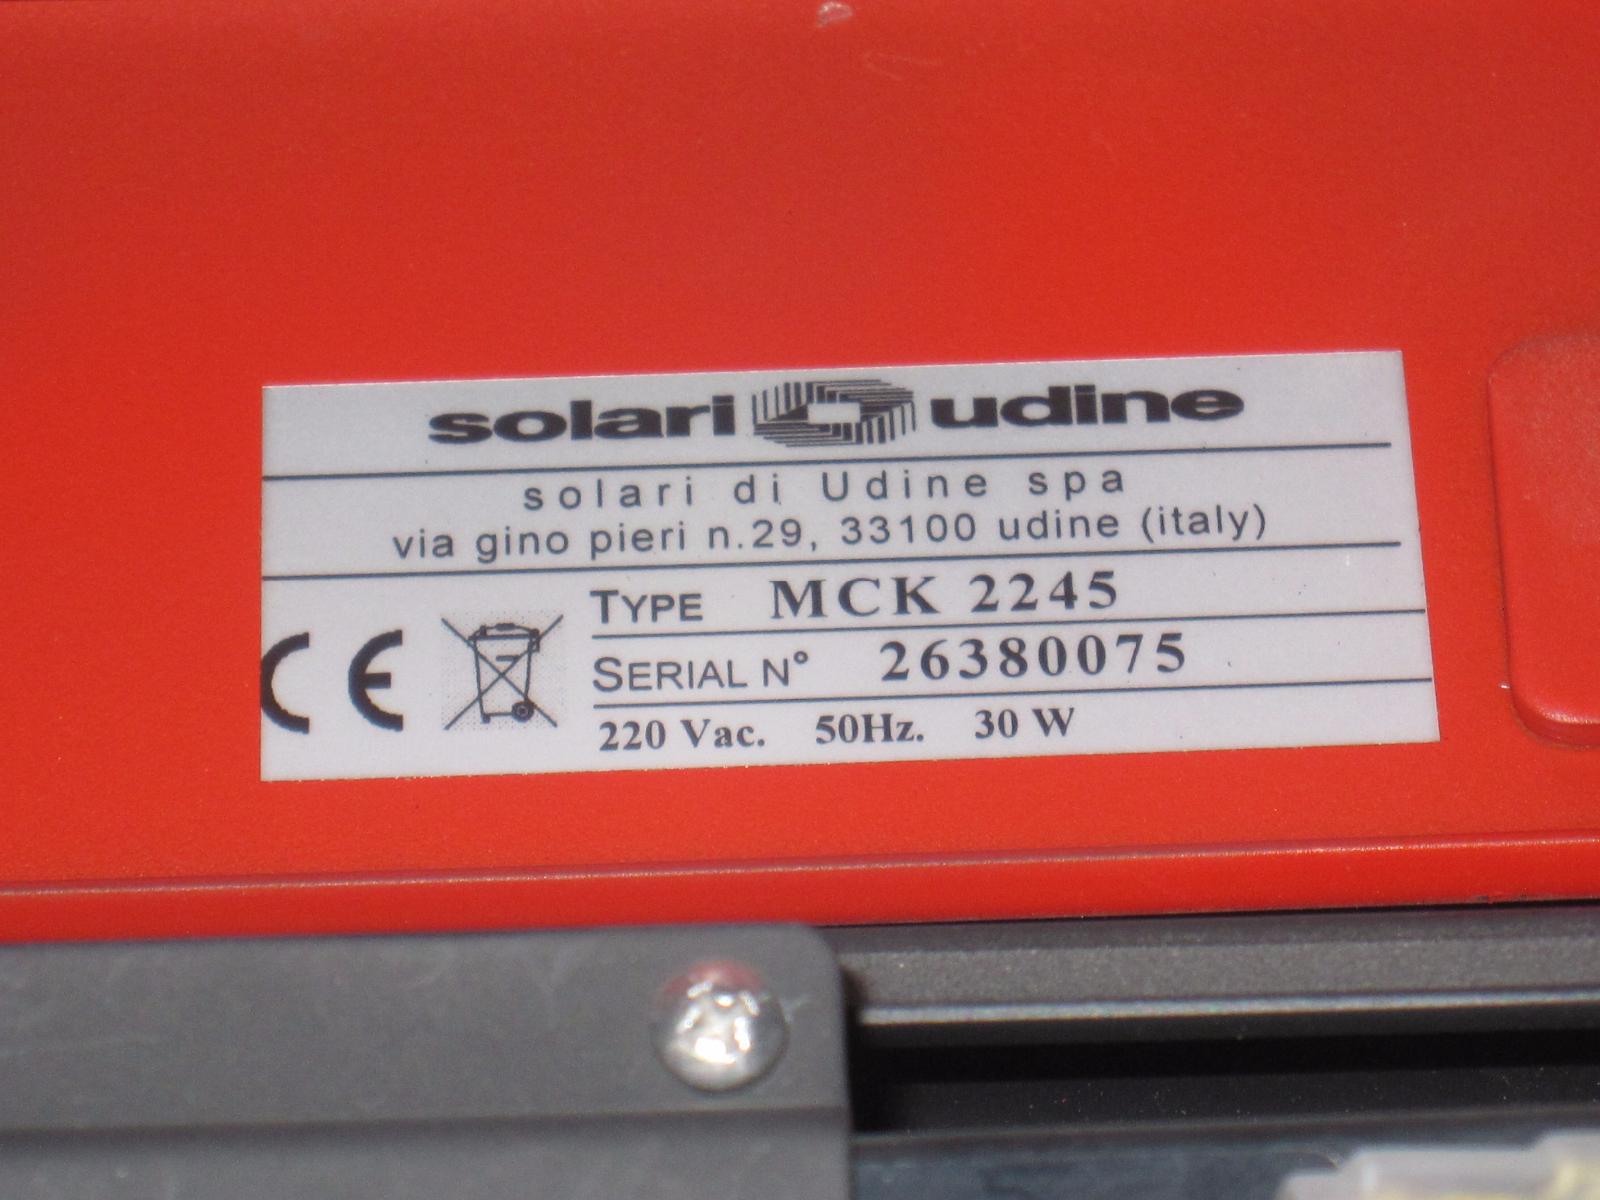 solari udine
solari di Udine spa
via gino pieri n.29, 33100 udine (italy)
CE
TYPE MCK 2245
SERIAL N° 26380075
220 Vac. 50Hz. 30 W